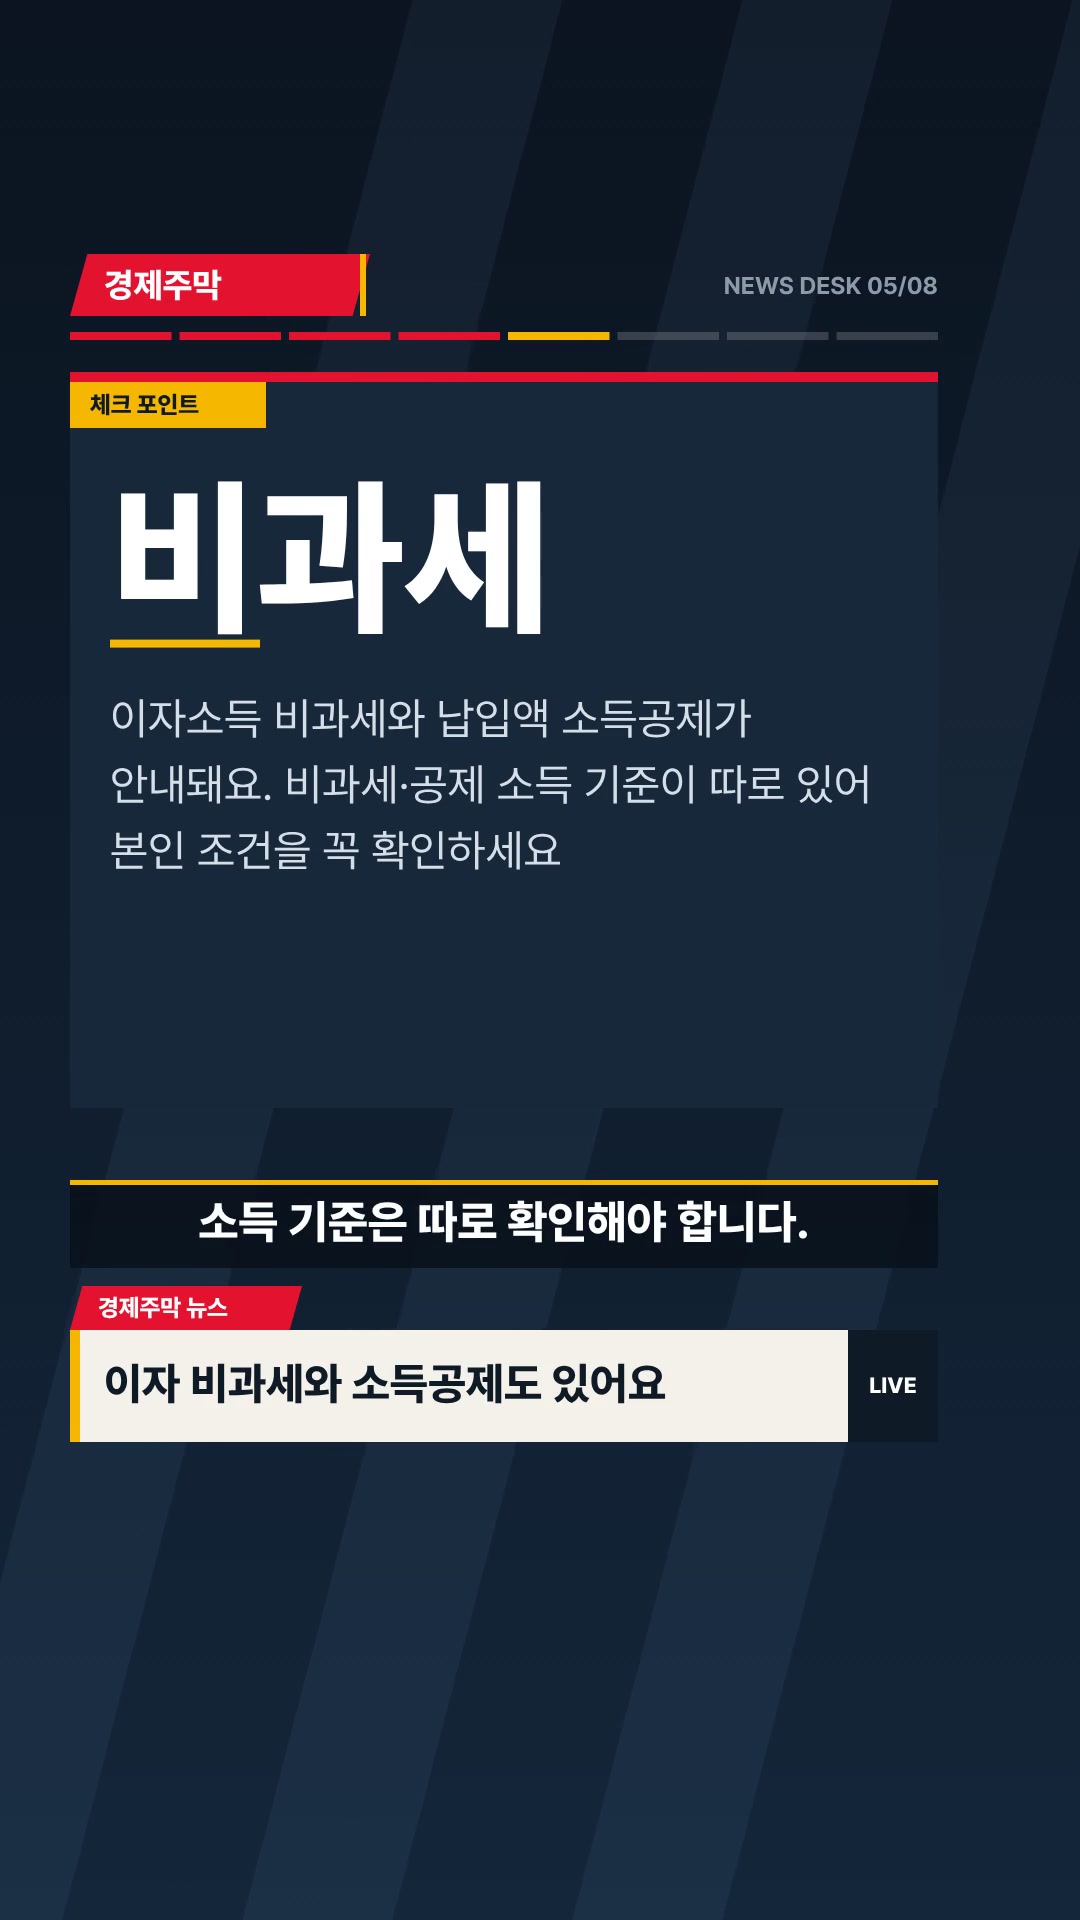 경제주막
NEWS DESK 05/08
체크 포인트
비과세
이자소득 비과세와 납입액 소득공제가
안내돼요. 비과세·공제 소득 기준이 따로 있어
본인 조건을 꼭 확인하세요
소득 기준은 따로 확인해야 합니다.
경제주막 뉴스
이자 비과세와 소득공제도 있어요
LIVE